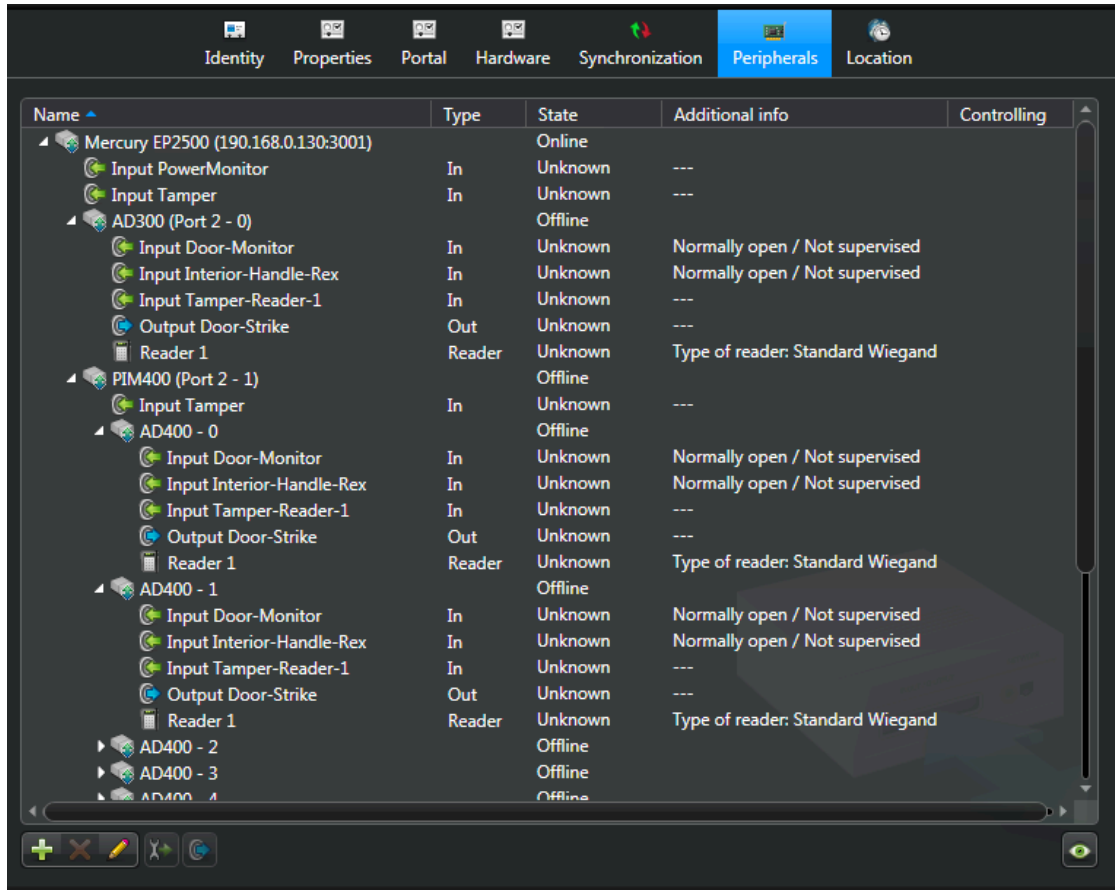 Identity Properties Portal Hardware Synchronization Peripherals Location
Name Type State Additional info Controlling
Mercury EP2500 (190.168.0.130:3001) Online
Input PowerMonitor In Unknown ---
Input Tamper In Unknown ---
AD300 (Port 2 - 0) Offline
Input Door-Monitor In Unknown Normally open / Not supervised
Input Interior-Handle-Rex In Unknown Normally open / Not supervised
Input Tamper-Reader-1 In Unknown ---
Output Door-Strike Out Unknown ---
Reader 1 Reader Unknown Type of reader: Standard Wiegand
PIM400 (Port 2 - 1) Offline
Input Tamper In Unknown ---
AD400 - 0 Offline
Input Door-Monitor In Unknown Normally open / Not supervised
Input Interior-Handle-Rex In Unknown Normally open / Not supervised
Input Tamper-Reader-1 In Unknown ---
Output Door-Strike Out Unknown ---
Reader 1 Reader Unknown Type of reader: Standard Wiegand
AD400 - 1 Offline
Input Door-Monitor In Unknown Normally open / Not supervised
Input Interior-Handle-Rex In Unknown Normally open / Not supervised
Input Tamper-Reader-1 In Unknown ---
Output Door-Strike Out Unknown ---
Reader 1 Reader Unknown Type of reader: Standard Wiegand
AD400 - 2 Offline
AD400 - 3 Offline
AD400 - 4 Offline